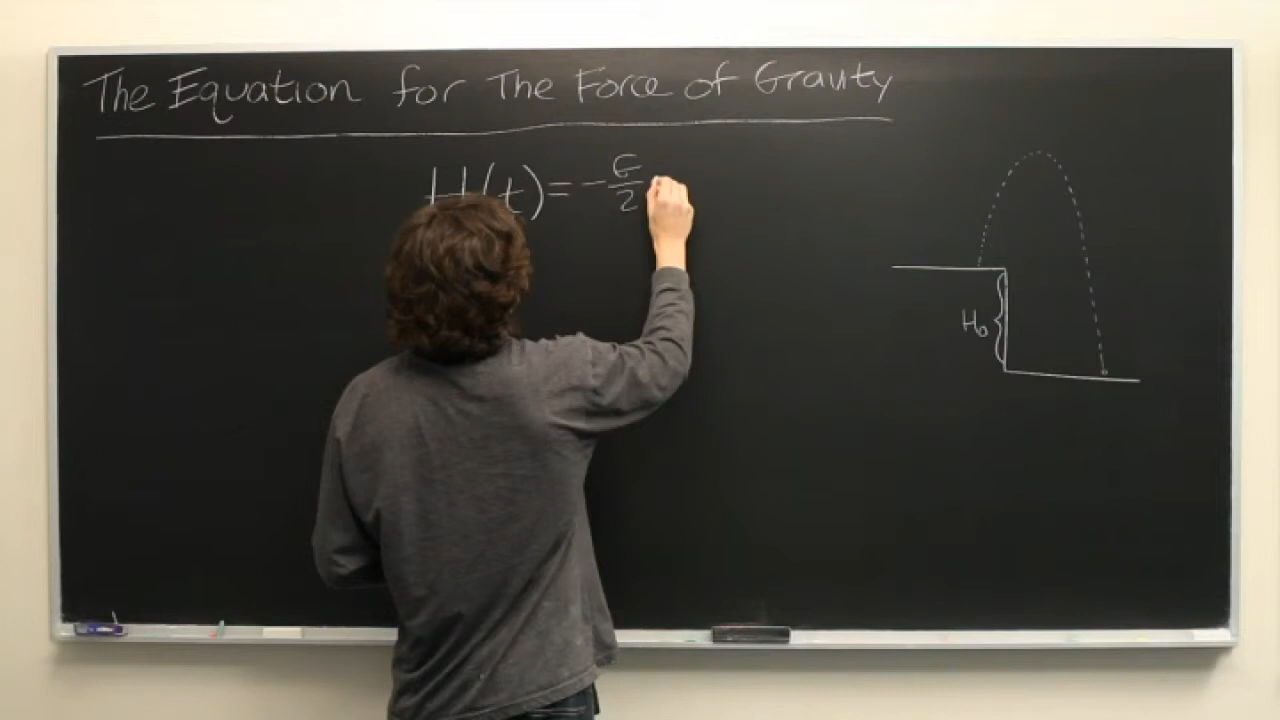 The Equation for The Force of Gravity
H(t) = -G/2
H₀